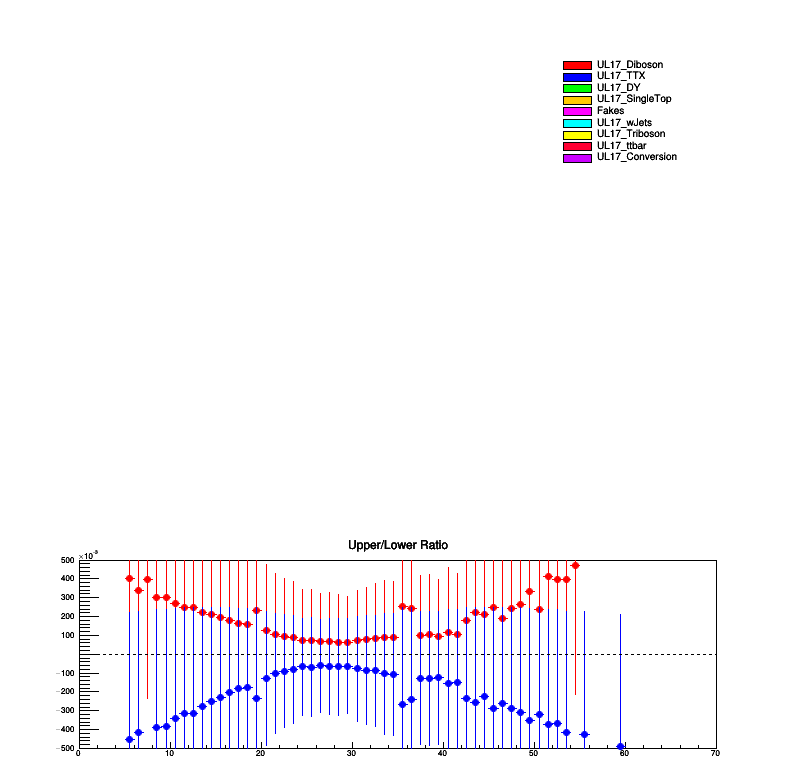 UL17_Diboson
UL17_TTX
UL17_DY
UL17_SingleTop
Fakes
UL17_wJets
UL17_Triboson
UL17_ttbar
UL17_Conversion
Upper/Lower Ratio
×10⁻³
500
400
300
200
100
-100
-200
-300
-400
-500
0 10 20 30 40 50 60 70